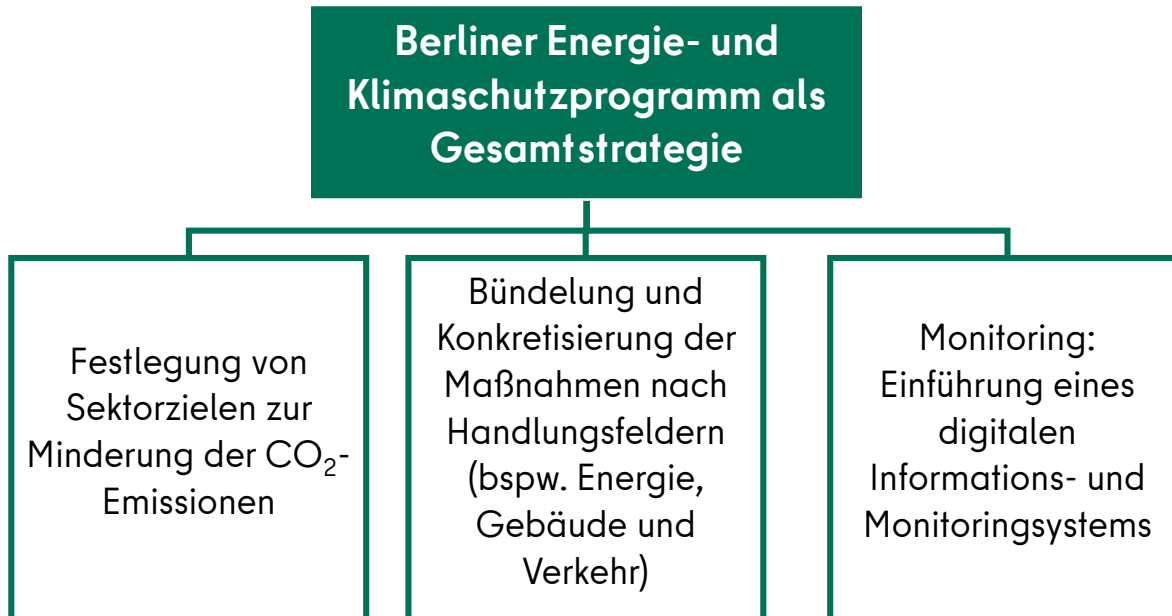 Berliner Energie- und
Klimaschutzprogramm als
Gesamtstrategie
Festlegung von
Sektorzielen zur
Minderung der CO₂-
Emissionen
Bündelung und
Konkretisierung der
Maßnahmen nach
Handlungsfeldern
(bspw. Energie,
Gebäude und
Verkehr)
Monitoring:
Einführung eines
digitalen
Informations- und
Monitoringsystems